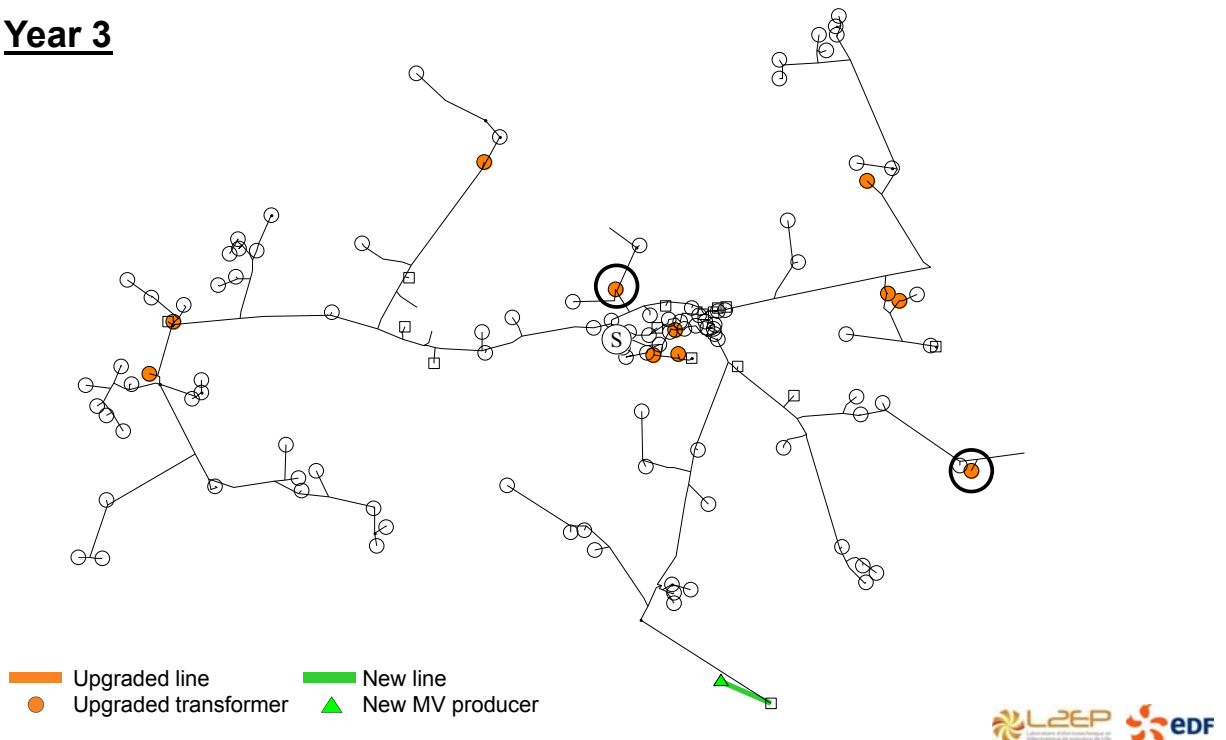 Year 3
S
Upgraded line
New line
Upgraded transformer
New MV producer
L2EP
edf